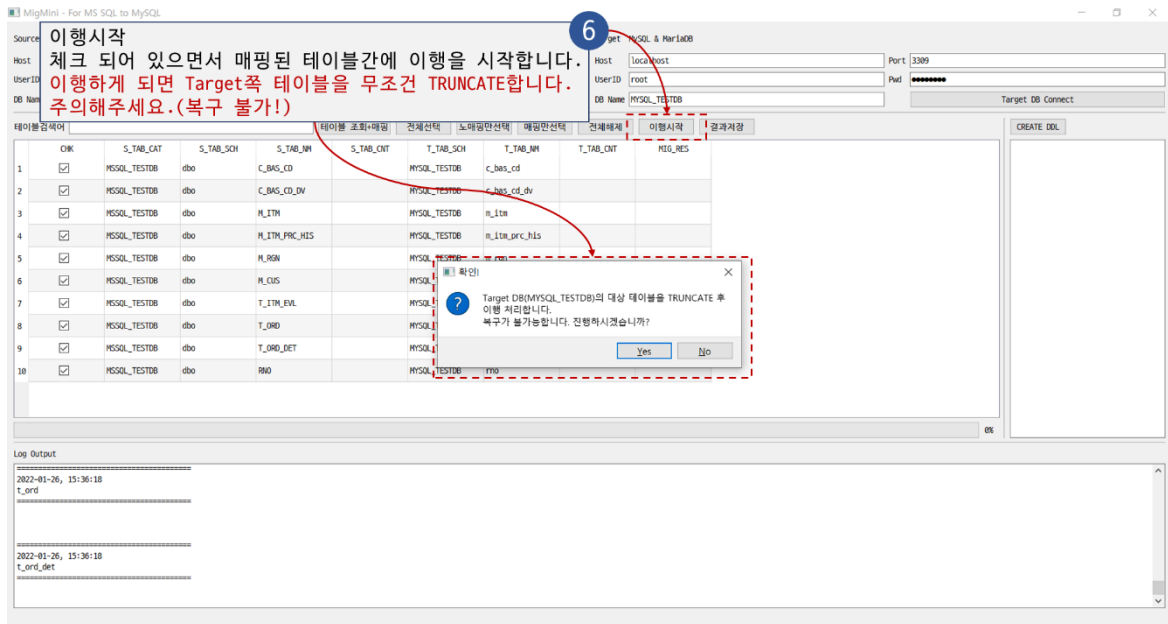 MigMini - For MS SQL to MySQL
이행시작
체크 되어 있으면서 매핑된 테이블간에 이행을 시작합니다.
이행하게 되면 Target쪽 테이블을 무조건 TRUNCATE합니다.
주의해주세요.(복구 불가!)
6
Source
Host
UserID
DB Nam
get MySQL & MariaDB
Host localhost Port 3309
UserID root Pwd ●●●●●●●●
DB Name MYSQL_TESTDB Target DB Connect
테이블검색어 테이블 조회+매핑 전체선택 노매핑만선택 매핑만선택 전체해제 이행시작 결과저장 CREATE DDL
CHK S_TAB_CAT S_TAB_SCH S_TAB_NM S_TAB_CNT T_TAB_SCH T_TAB_NM T_TAB_CNT MIG_RES
1 MSSQL_TESTDB dbo C_BAS_CD MYSQL_TESTDB c_bas_cd
2 MSSQL_TESTDB dbo C_BAS_CD_DV MYSQL_TESTDB c_bas_cd_dv
3 MSSQL_TESTDB dbo M_ITM MYSQL_TESTDB m_itm
4 MSSQL_TESTDB dbo M_ITM_PRC_HIS MYSQL_TESTDB m_itm_prc_his
5 MSSQL_TESTDB dbo M_RGN MYSQL_TESTDB
6 MSSQL_TESTDB dbo M_CUS MYSQL
7 MSSQL_TESTDB dbo T_ITM_EVL MYSQL
8 MSSQL_TESTDB dbo T_ORD MYSQL
9 MSSQL_TESTDB dbo T_ORD_DET MYSQL
10 MSSQL_TESTDB dbo RNO MYSQL_TESTDB rno
확인!
Target DB(MYSQL_TESTDB)의 대상 테이블을 TRUNCATE 후
이행 처리합니다.
복구가 불가능합니다. 진행하시겠습니까?
Yes No
0%
Log Output
========================================
2022-01-26, 15:36:18
t_ord
========================================
========================================
2022-01-26, 15:36:18
t_ord_det
========================================